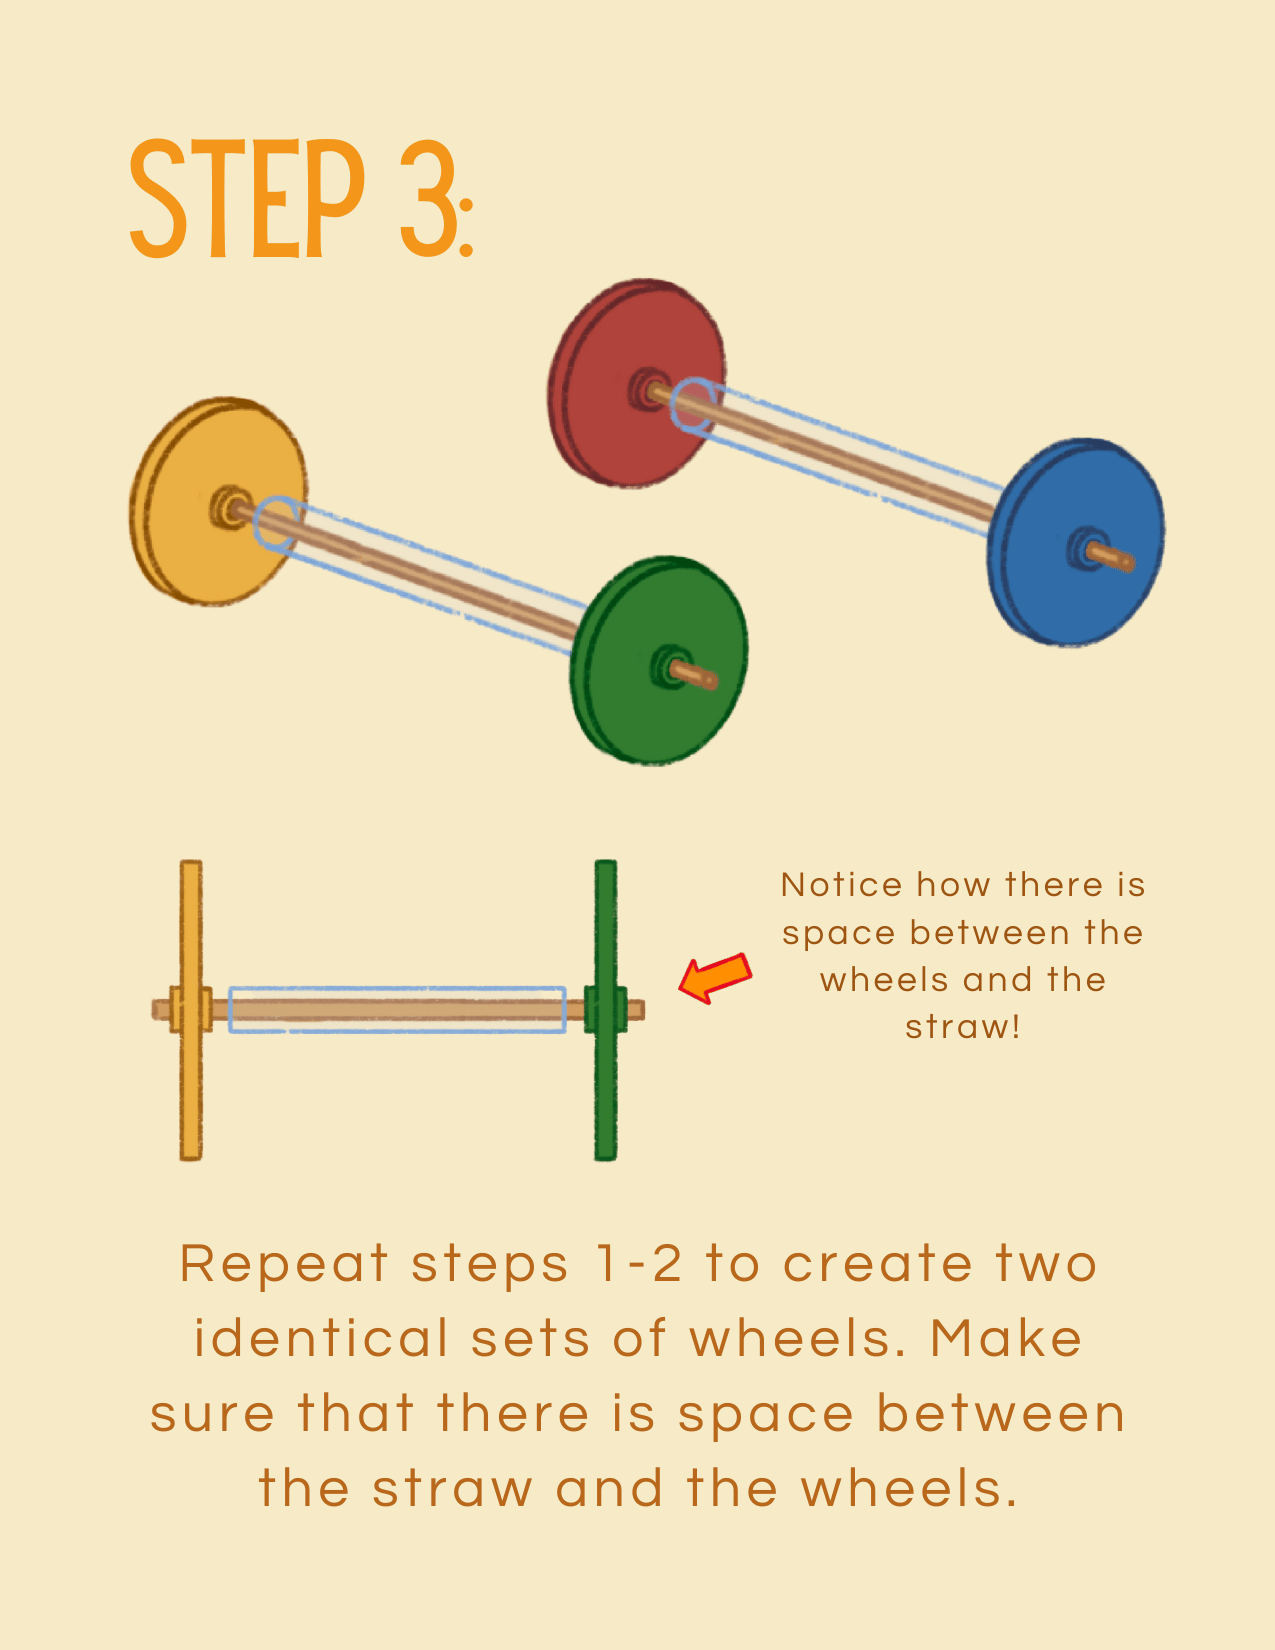 STEP 3:
Notice how there is
space between the
wheels and the
straw!
Repeat steps 1-2 to create two
identical sets of wheels. Make
sure that there is space between
the straw and the wheels.